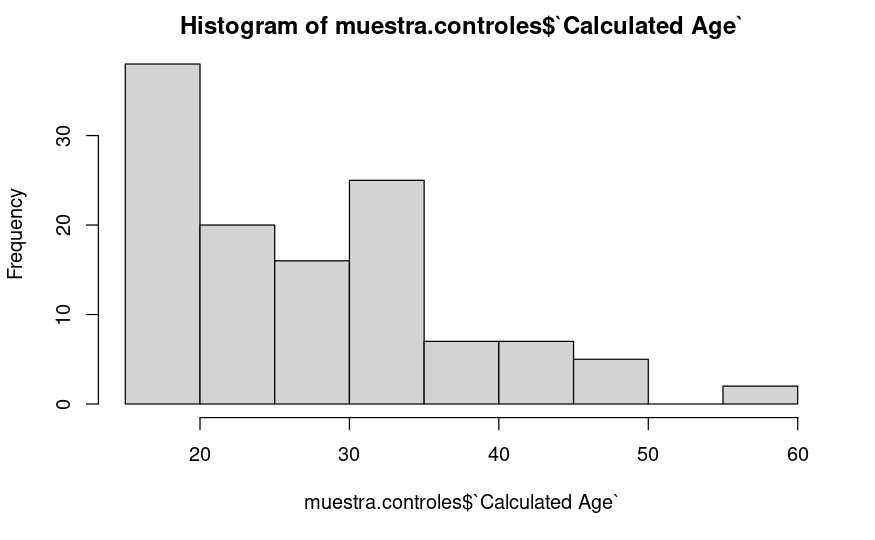 Histogram of muestra.controles$`Calculated Age`
Frequency
30
20
10
0
20 30 40 50 60
muestra.controles$`Calculated Age`